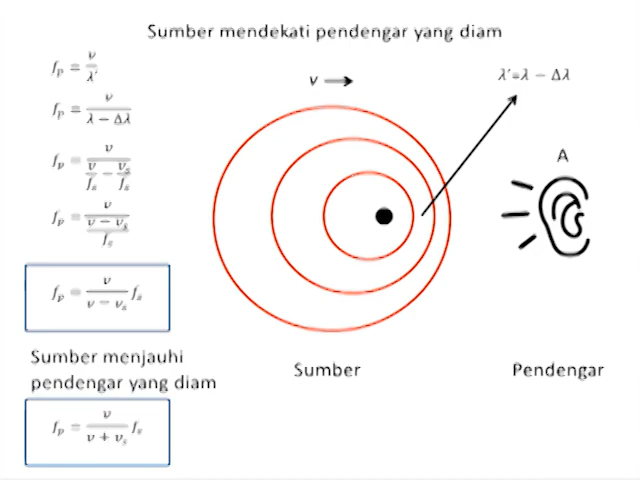 Sumber mendekati pendengar yang diam
f_p = v / λ'
f_p = v / (λ − Δλ)
f_p = v / (v/f_s − v_s/f_s)
f_p = v / ((v − v_s)/f_s)
f_p = v / (v − v_s) f_s
Sumber menjauhi
pendengar yang diam
f_p = v / (v + v_s) f_s
v →
λ'=λ − Δλ
A
Sumber
Pendengar